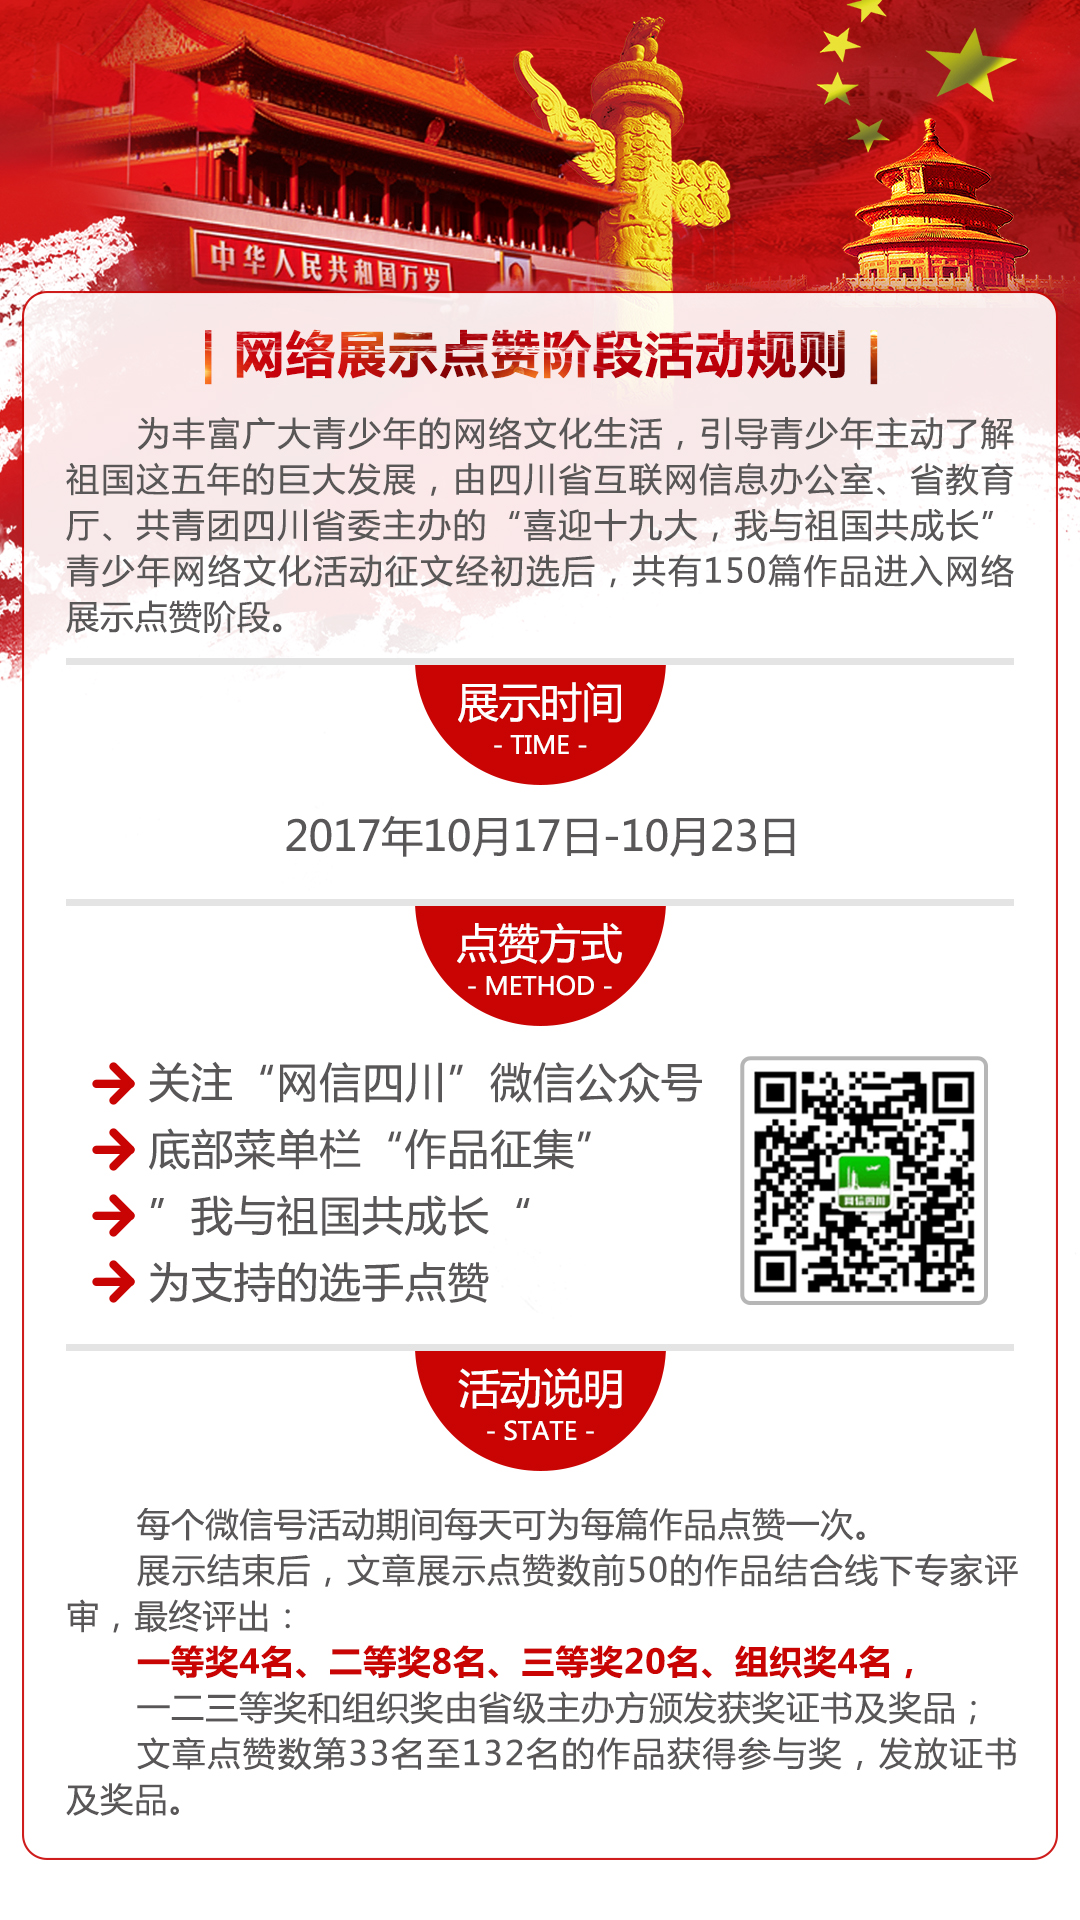 中华人民共和国万岁
网络展示点赞阶段活动规则
为丰富广大青少年的网络文化生活，引导青少年主动了解
祖国这五年的巨大发展，由四川省互联网信息办公室、省教育
厅、共青团四川省委主办的“喜迎十九大，我与祖国共成长”
青少年网络文化活动征文经初选后，共有150篇作品进入网络
展示点赞阶段。
展示时间
- TIME -
2017年10月17日-10月23日
点赞方式
- METHOD -
关注“网信四川”微信公众号
底部菜单栏“作品征集”
”我与祖国共成长“
为支持的选手点赞
网信四川
活动说明
- STATE -
每个微信号活动期间每天可为每篇作品点赞一次。
展示结束后，文章展示点赞数前50的作品结合线下专家评
审，最终评出：
一等奖4名、二等奖8名、三等奖20名、组织奖4名，
一二三等奖和组织奖由省级主办方颁发获奖证书及奖品；
文章点赞数第33名至132名的作品获得参与奖，发放证书
及奖品。